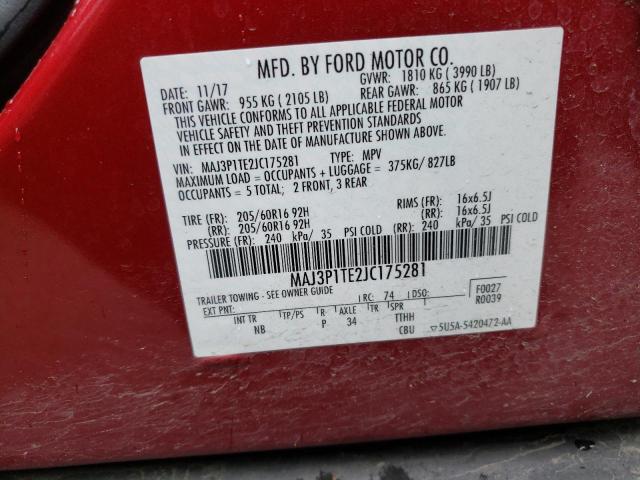 MFD. BY FORD MOTOR CO.
DATE: 11/17 GVWR: 1810 KG ( 3990 LB)
FRONT GAWR: 955 KG ( 2105 LB) REAR GAWR: 865 KG ( 1907 LB)
THIS VEHICLE CONFORMS TO ALL APPLICABLE FEDERAL MOTOR
VEHICLE SAFETY AND THEFT PREVENTION STANDARDS
IN EFFECT ON THE DATE OF MANUFACTURE SHOWN ABOVE.
VIN: MAJ3P1TE2JC175281 TYPE: MPV
MAXIMUM LOAD = OCCUPANTS + LUGGAGE = 375KG/ 827LB
OCCUPANTS = 5 TOTAL; 2 FRONT, 3 REAR
TIRE (FR): 205/60R16 92H RIMS (FR): 16x6.5J
(RR): 205/60R16 92H (RR): 16x6.5J
PRESSURE (FR): 240 kPa/ 35 PSI COLD (RR): 240 kPa/ 35 PSI COLD
MAJ3P1TE2JC175281
TRAILER TOWING - SEE OWNER GUIDE F0027
EXT PNT: RC: 74 DSO: R0039
INT TR TP/PS R AXLE TR SPR
NB P 34 TTHH
CBU ▽5U5A-5420472-AA